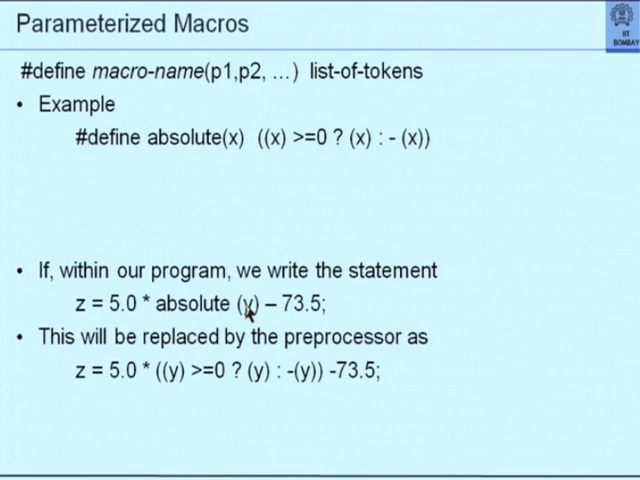 Parameterized Macros
IIT
BOMBAY
#define macro-name(p1,p2, ...) list-of-tokens
• Example
#define absolute(x) ((x) >=0 ? (x) : - (x))
• If, within our program, we write the statement
z = 5.0 * absolute (y) – 73.5;
• This will be replaced by the preprocessor as
z = 5.0 * ((y) >=0 ? (y) : -(y)) -73.5;